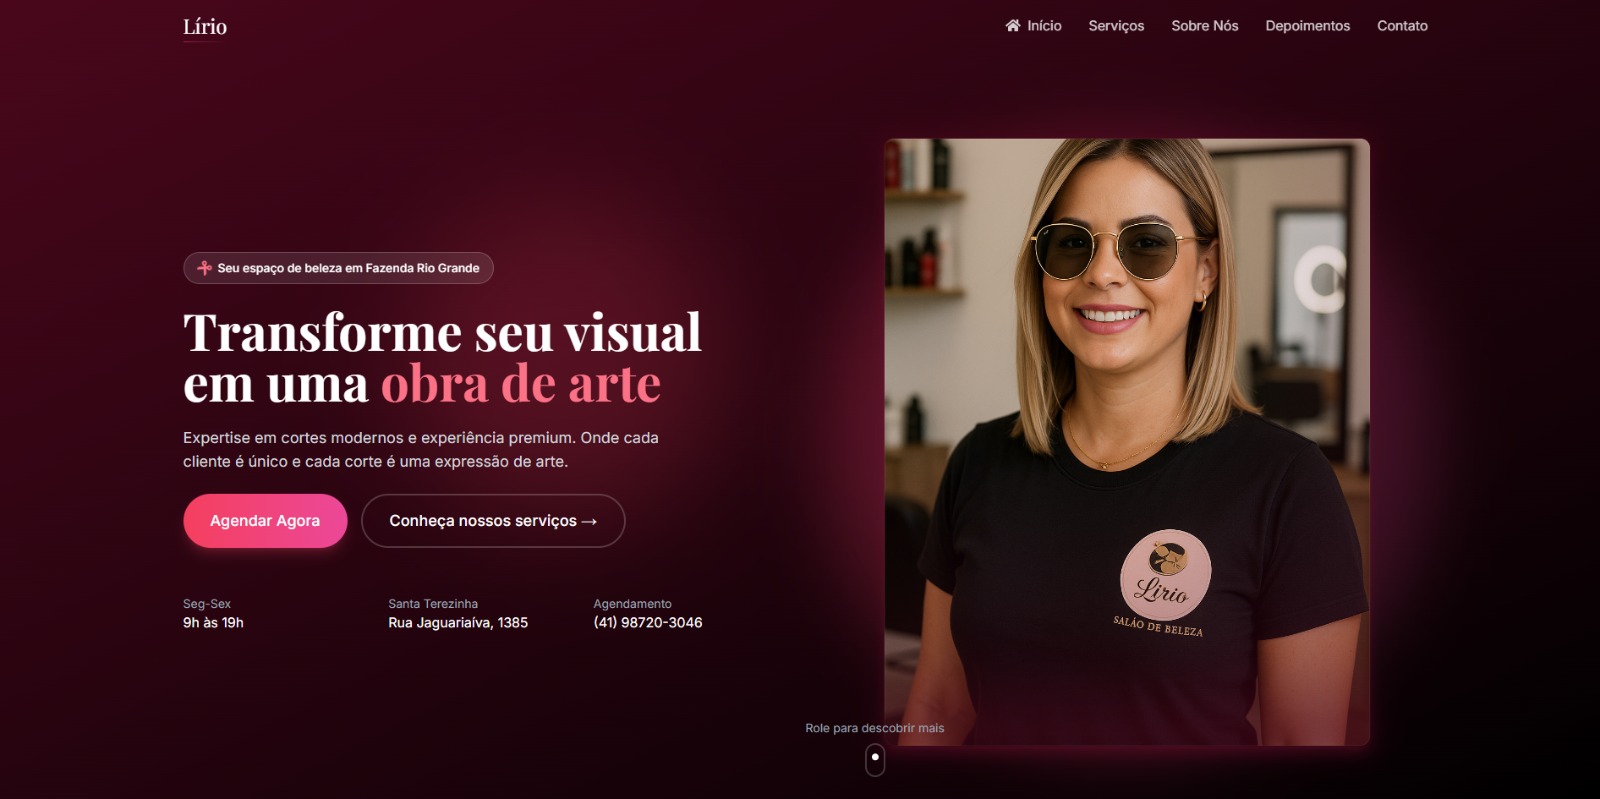 Lírio
Início Serviços Sobre Nós Depoimentos Contato
Seu espaço de beleza em Fazenda Rio Grande
Transforme seu visual
em uma obra de arte
Expertise em cortes modernos e experiência premium. Onde cada
cliente é único e cada corte é uma expressão de arte.
Agendar Agora
Conheça nossos serviços →
Seg-Sex
9h às 19h
Santa Terezinha
Rua Jaguariaíva, 1385
Agendamento
(41) 98720-3046
Lírio
SALÃO DE BELEZA
Role para descobrir mais